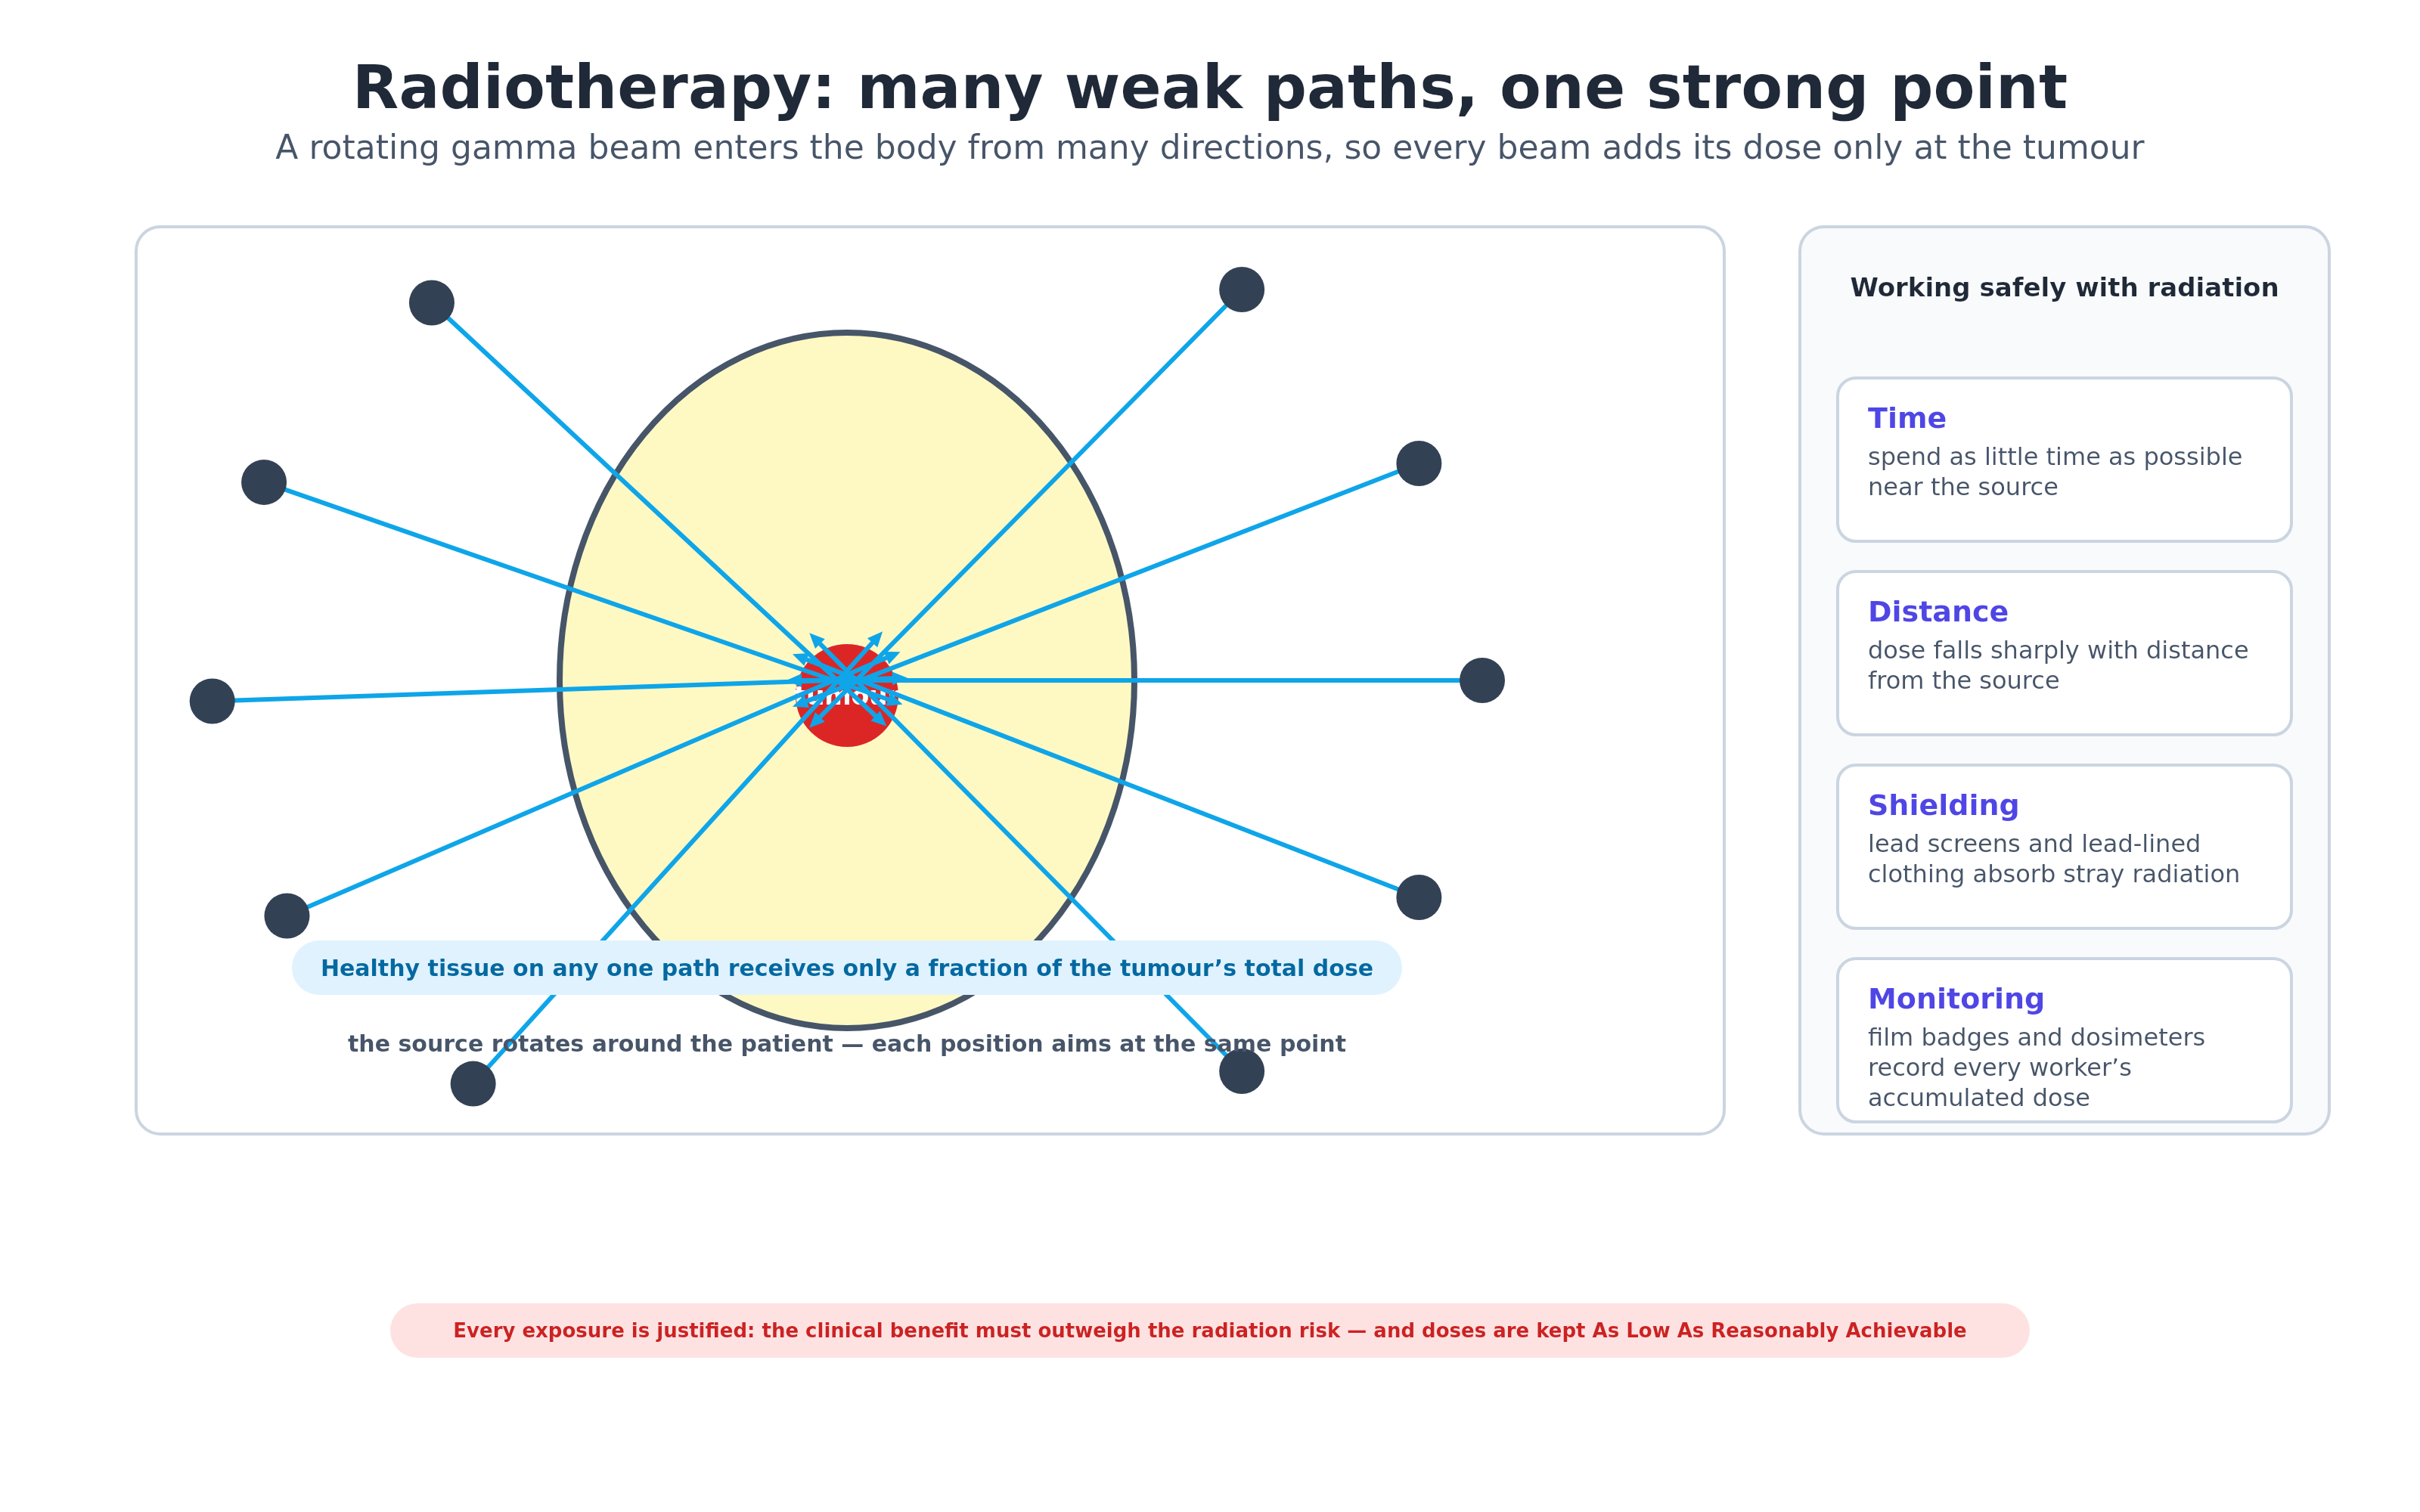 Radiotherapy: many weak paths, one strong point
A rotating gamma beam enters the body from many directions, so every beam adds its dose only at the tumour
Healthy tissue on any one path receives only a fraction of the tumour’s total dose
the source rotates around the patient — each position aims at the same point
Working safely with radiation
Time
spend as little time as possible
near the source
Distance
dose falls sharply with distance
from the source
Shielding
lead screens and lead-lined
clothing absorb stray radiation
Monitoring
film badges and dosimeters
record every worker’s
accumulated dose
Every exposure is justified: the clinical benefit must outweigh the radiation risk — and doses are kept As Low As Reasonably Achievable